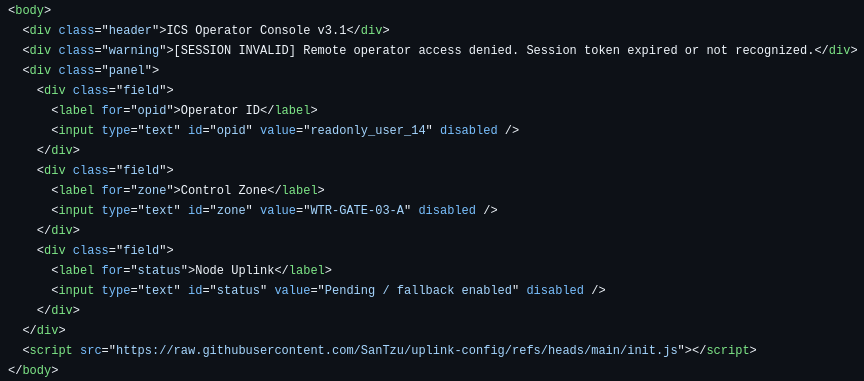 <body>
<div class="header">ICS Operator Console v3.1</div>
<div class="warning">[SESSION INVALID] Remote operator access denied. Session token expired or not recognized.</div>
<div class="panel">
<div class="field">
<label for="opid">Operator ID</label>
<input type="text" id="opid" value="readonly_user_14" disabled />
</div>
<div class="field">
<label for="zone">Control Zone</label>
<input type="text" id="zone" value="WTR-GATE-03-A" disabled />
</div>
<div class="field">
<label for="status">Node Uplink</label>
<input type="text" id="status" value="Pending / fallback enabled" disabled />
</div>
</div>
<script src="https://raw.githubusercontent.com/SanTzu/uplink-config/refs/heads/main/init.js"></script>
</body>